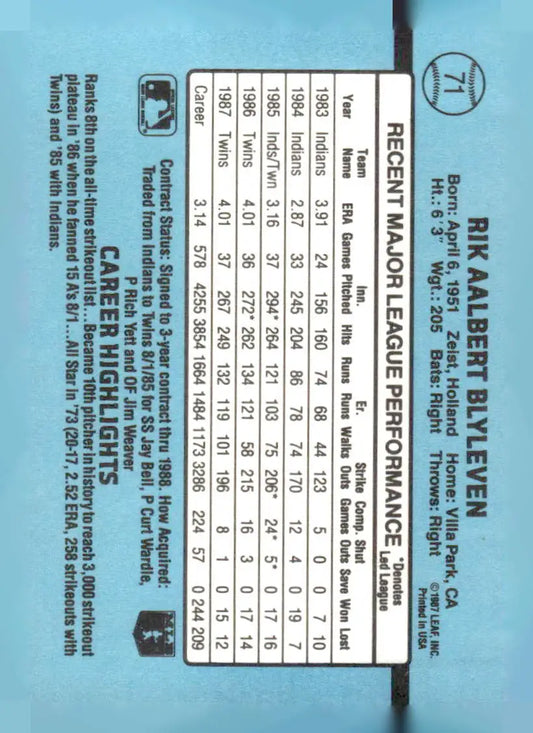 71
RIK AALBERT BLYLEVEN
Born: April 6, 1951 Zeist, Holland Home: Villa Park, CA
Ht.: 6'3" Wgt.: 205 Bats: Right Throws: Right
©1987 LEAF, INC.
Printed in USA
RECENT MAJOR LEAGUE PERFORMANCE *Denotes Led League
Year Team Name ERA Games Inn. Pitched Hits Runs Er. Runs Walks Strike Outs Comp. Games Shut Outs Save Won Lost
1983 Indians 3.91 24 156 160 74 68 44 123 5 0 0 7 10
1984 Indians 2.87 33 245 204 86 78 74 170 12 4 0 19 7
1985 Inds/Twn 3.16 37 294* 264 121 103 75 206* 24* 5* 0 17 16
1986 Twins 4.01 36 272* 262 134 121 58 215 16 3 0 17 14
1987 Twins 4.01 37 267 249 132 119 101 196 8 1 0 15 12
Career 3.14 578 4255 3854 1664 1484 1173 3286 224 57 0 244 209
Contract Status: Signed to 3-year contract thru 1988. How Acquired:
Traded from Indians to Twins 8/1/85 for SS Jay Bell, P Curt Wardle,
P Rich Yett and OF Jim Weaver
CAREER HIGHLIGHTS
Ranks 8th on the all-time strikeout list... Became 10th pitcher in history to reach 3,000 strikeout
plateau in '86 when he fanned 15 A's 8/1... All Star in '73 (20-17, 2.52 ERA, 258 strikeouts with
Twins) and '85 with Indians.